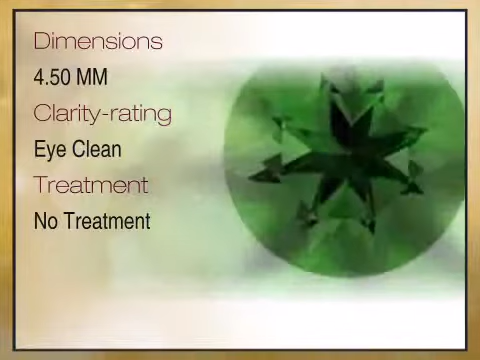 Dimensions
4.50 MM
Clarity-rating
Eye Clean
Treatment
No Treatment